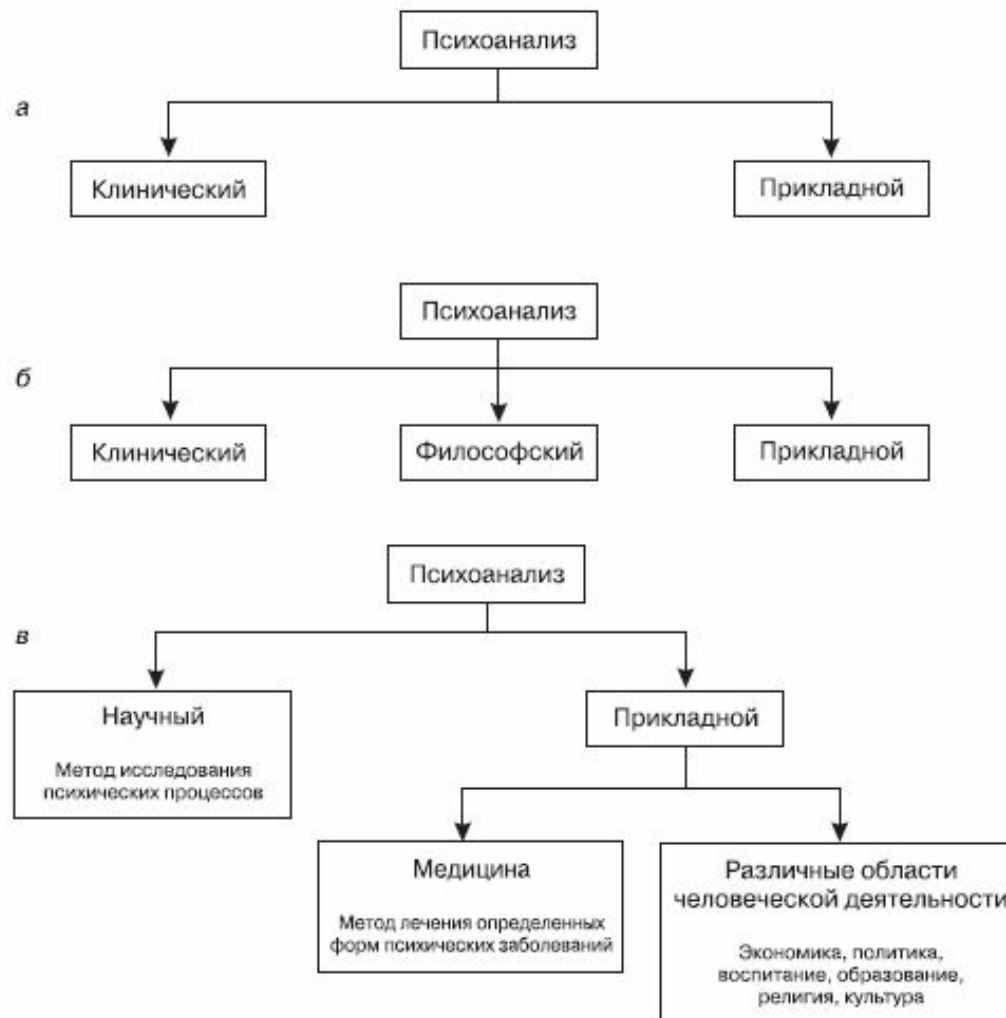 Психоанализ
а
Клинический
Прикладной
Психоанализ
б
Клинический
Философский
Прикладной
Психоанализ
в
Научный
Метод исследования
психических процессов
Прикладной
Медицина
Метод лечения определенных
форм психических заболеваний
Различные области
человеческой деятельности
Экономика, политика,
воспитание, образование,
религия, культура